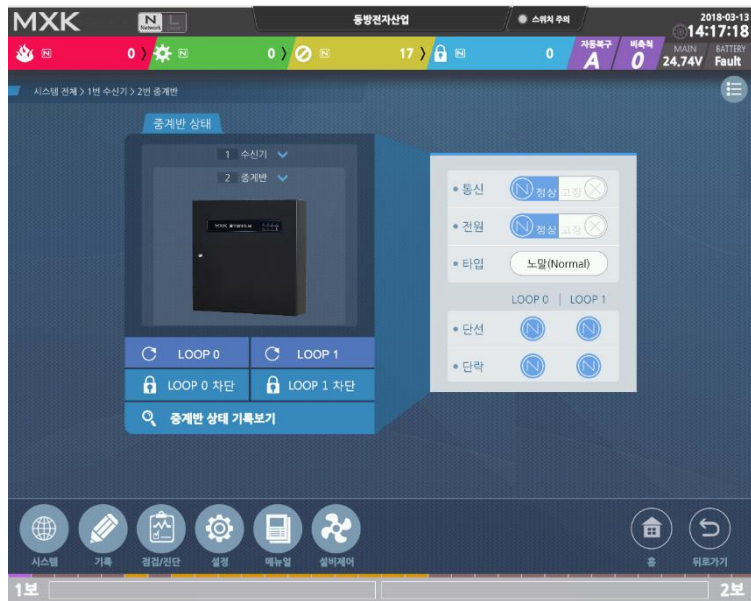 MXK
N
Network
L
동방전자산업
스위치 주의
2018-03-13
14:17:18
N 0
N 0
N 17
N 0
자동복구
A
비축적
0
MAIN
24.74V
BATTERY
Fault
시스템 전체 > 1번 수신기 > 2번 중계반
중계반 상태
1 수신기
2 중계반
통신 N 정상 고장
전원 N 정상 고장
타입 노말(Normal)
LOOP 0 | LOOP 1
단선 N N
단락 N N
LOOP 0 LOOP 1
LOOP 0 차단 LOOP 1 차단
중계반 상태 기록보기
시스템 기록 점검/진단 설정 메뉴얼 설비제어 홈 뒤로가기
1보 2보